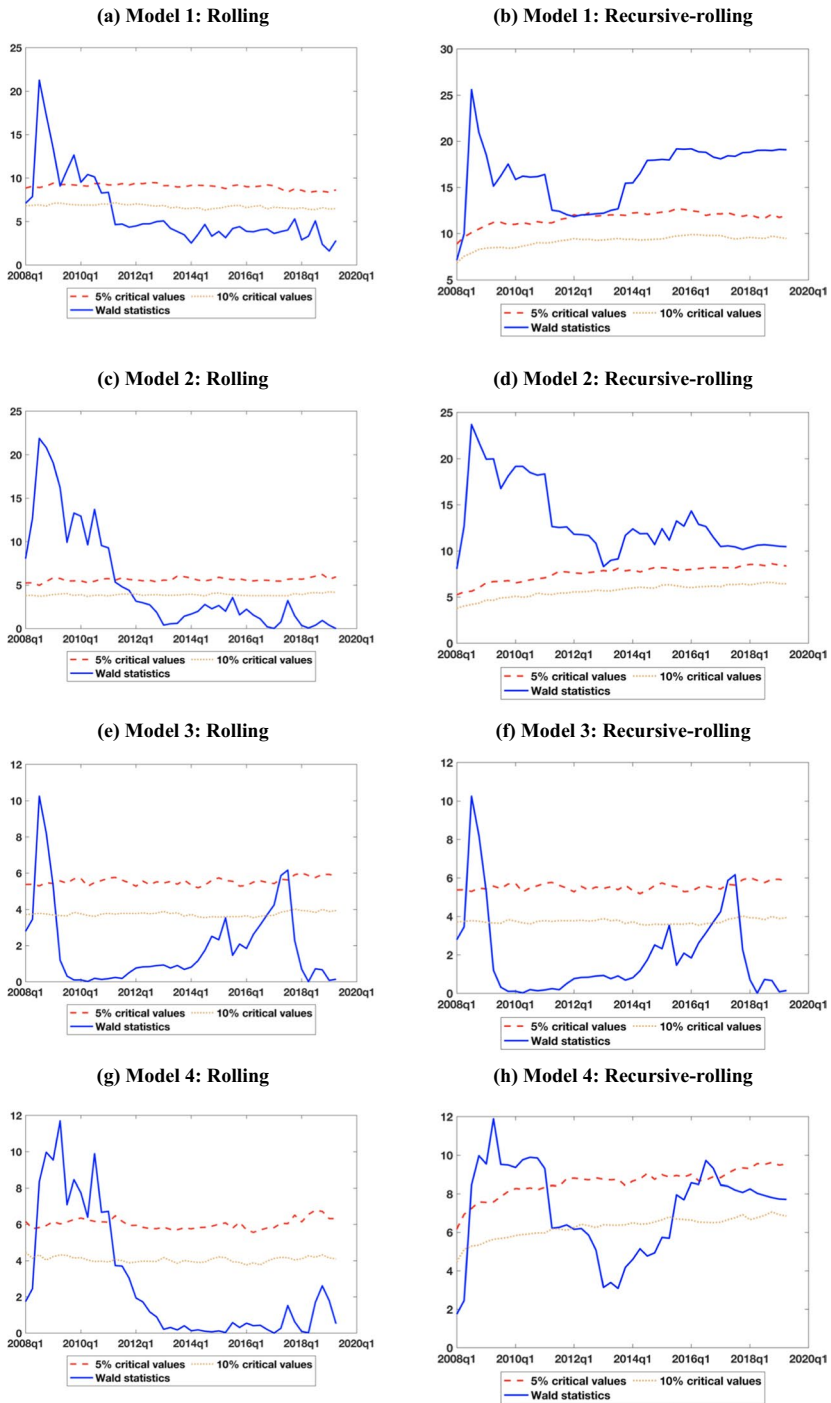 (a) Model 1: Rolling
(b) Model 1: Recursive-rolling
25
20
15
10
5
0
2008q1 2010q1 2012q1 2014q1 2016q1 2018q1 2020q1
5% critical values 10% critical values
Wald statistics
30
25
20
15
10
5
2008q1 2010q1 2012q1 2014q1 2016q1 2018q1 2020q1
5% critical values 10% critical values
Wald statistics
(c) Model 2: Rolling
(d) Model 2: Recursive-rolling
25
20
15
10
5
0
2008q1 2010q1 2012q1 2014q1 2016q1 2018q1 2020q1
5% critical values 10% critical values
Wald statistics
25
20
15
10
5
0
2008q1 2010q1 2012q1 2014q1 2016q1 2018q1 2020q1
5% critical values 10% critical values
Wald statistics
(e) Model 3: Rolling
(f) Model 3: Recursive-rolling
12
10
8
6
4
2
0
2008q1 2010q1 2012q1 2014q1 2016q1 2018q1 2020q1
5% critical values 10% critical values
Wald statistics
12
10
8
6
4
2
0
2008q1 2010q1 2012q1 2014q1 2016q1 2018q1 2020q1
5% critical values 10% critical values
Wald statistics
(g) Model 4: Rolling
(h) Model 4: Recursive-rolling
12
10
8
6
4
2
0
2008q1 2010q1 2012q1 2014q1 2016q1 2018q1 2020q1
5% critical values 10% critical values
Wald statistics
12
10
8
6
4
2
0
2008q1 2010q1 2012q1 2014q1 2016q1 2018q1 2020q1
5% critical values 10% critical values
Wald statistics